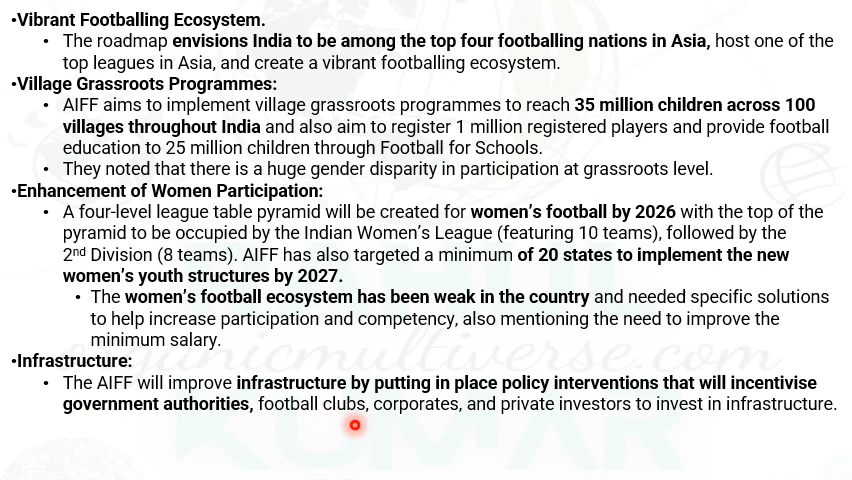 •Vibrant Footballing Ecosystem.
• The roadmap envisions India to be among the top four footballing nations in Asia, host one of the
top leagues in Asia, and create a vibrant footballing ecosystem.
•Village Grassroots Programmes:
• AIFF aims to implement village grassroots programmes to reach 35 million children across 100
villages throughout India and also aim to register 1 million registered players and provide football
education to 25 million children through Football for Schools.
• They noted that there is a huge gender disparity in participation at grassroots level.
•Enhancement of Women Participation:
• A four-level league table pyramid will be created for women’s football by 2026 with the top of the
pyramid to be occupied by the Indian Women’s League (featuring 10 teams), followed by the
2nd Division (8 teams). AIFF has also targeted a minimum of 20 states to implement the new
women’s youth structures by 2027.
• The women’s football ecosystem has been weak in the country and needed specific solutions
to help increase participation and competency, also mentioning the need to improve the
minimum salary.
•Infrastructure:
• The AIFF will improve infrastructure by putting in place policy interventions that will incentivise
government authorities, football clubs, corporates, and private investors to invest in infrastructure.
KUMAR